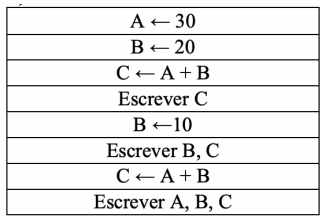 A ← 30
B ← 20
C ← A + B
Escrever C
B ←10
Escrever B, C
C ← A + B
Escrever A, B, C